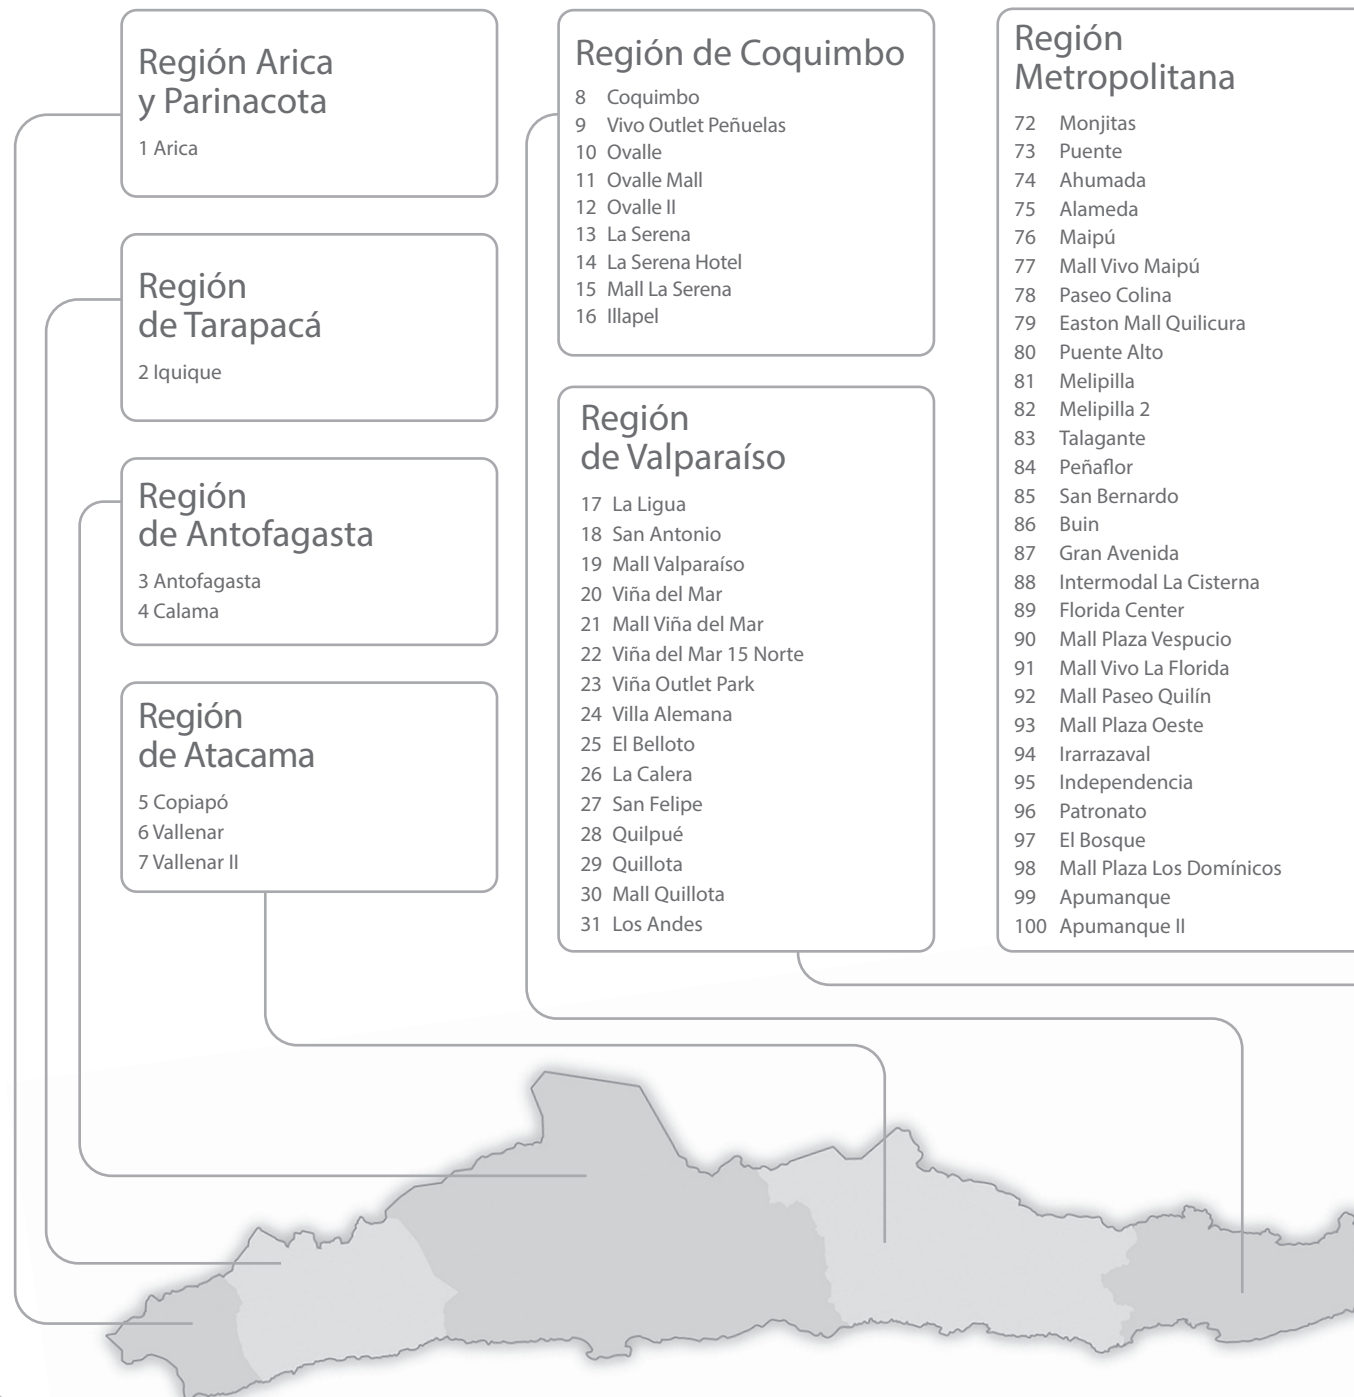 Región Arica
y Parinacota
1 Arica
Región
de Tarapacá
2 Iquique
Región
de Antofagasta
3 Antofagasta
4 Calama
Región
de Atacama
5 Copiapó
6 Vallenar
7 Vallenar II
Región de Coquimbo
8 Coquimbo
9 Vivo Outlet Peñuelas
10 Ovalle
11 Ovalle Mall
12 Ovalle II
13 La Serena
14 La Serena Hotel
15 Mall La Serena
16 Illapel
Región
de Valparaíso
17 La Ligua
18 San Antonio
19 Mall Valparaíso
20 Viña del Mar
21 Mall Viña del Mar
22 Viña del Mar 15 Norte
23 Viña Outlet Park
24 Villa Alemana
25 El Belloto
26 La Calera
27 San Felipe
28 Quilpué
29 Quillota
30 Mall Quillota
31 Los Andes
Región
Metropolitana
72 Monjitas
73 Puente
74 Ahumada
75 Alameda
76 Maipú
77 Mall Vivo Maipú
78 Paseo Colina
79 Easton Mall Quilicura
80 Puente Alto
81 Melipilla
82 Melipilla 2
83 Talagante
84 Peñaflor
85 San Bernardo
86 Buin
87 Gran Avenida
88 Intermodal La Cisterna
89 Florida Center
90 Mall Plaza Vespucio
91 Mall Vivo La Florida
92 Mall Paseo Quilín
93 Mall Plaza Oeste
94 Irarrazaval
95 Independencia
96 Patronato
97 El Bosque
98 Mall Plaza Los Domínicos
99 Apumanque
100 Apumanque II